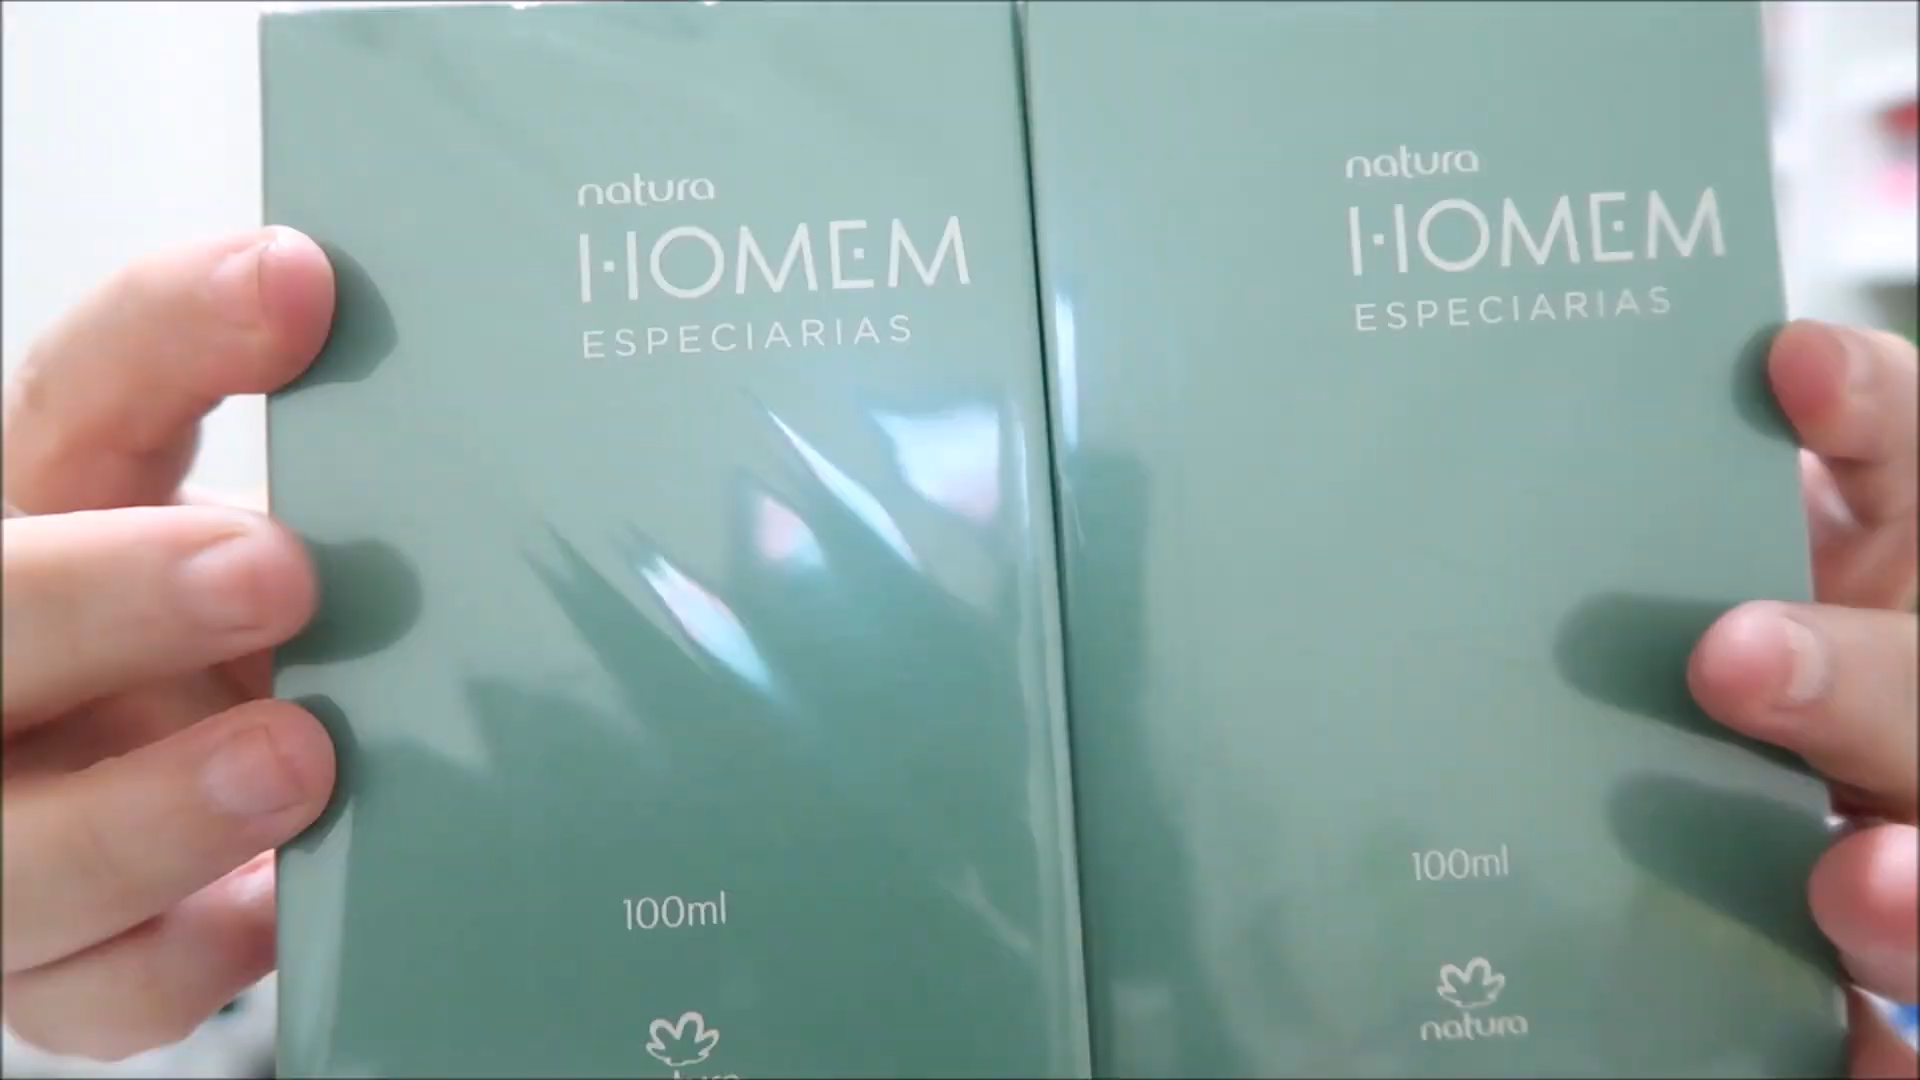 natura
HOMEM
ESPECIARIAS
100ml
natura
HOMEM
ESPECIARIAS
100ml
natura